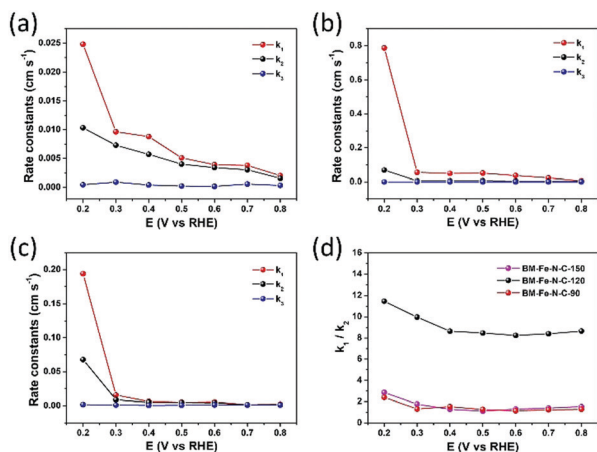 (a)
k1
k2
k3
Rate constants (cm s-1)
0.025
0.020
0.015
0.010
0.005
0.000
0.2 0.3 0.4 0.5 0.6 0.7 0.8
E (V vs RHE)
(b)
k1
k2
k3
Rate constants (cm s-1)
0.8
0.6
0.4
0.2
0.0
0.2 0.3 0.4 0.5 0.6 0.7 0.8
E (V vs RHE)
(c)
k1
k2
k3
Rate constants (cm s-1)
0.20
0.15
0.10
0.05
0.00
0.2 0.3 0.4 0.5 0.6 0.7 0.8
E (V vs RHE)
(d)
BM-Fe-N-C-150
BM-Fe-N-C-120
BM-Fe-N-C-90
k1 / k2
16
14
12
10
8
6
4
2
0
0.2 0.3 0.4 0.5 0.6 0.7 0.8
E (V vs RHE)